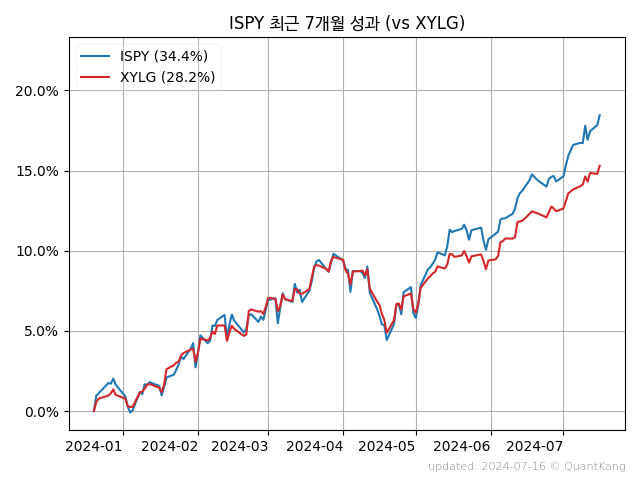 ISPY 최근 7개월 성과 (vs XYLG)
ISPY (34.4%)
XYLG (28.2%)
20.0%
15.0%
10.0%
5.0%
0.0%
2024-01 2024-02 2024-03 2024-04 2024-05 2024-06 2024-07
updated: 2024-07-16 © QuantKang